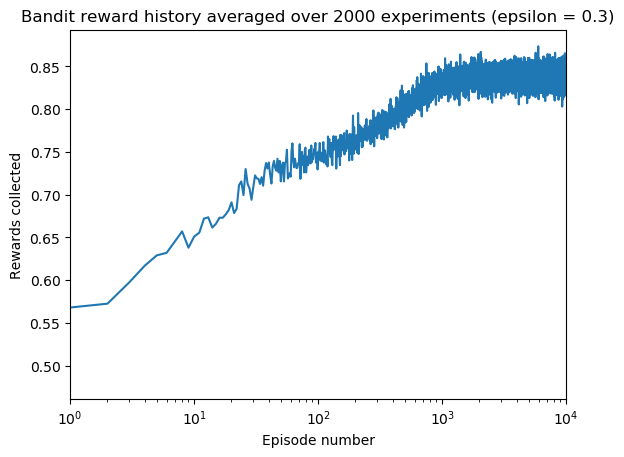 Bandit reward history averaged over 2000 experiments (epsilon = 0.3)
0.85
0.80
0.75
0.70
0.65
0.60
0.55
0.50
Rewards collected
10⁰ 10¹ 10² 10³ 10⁴
Episode number